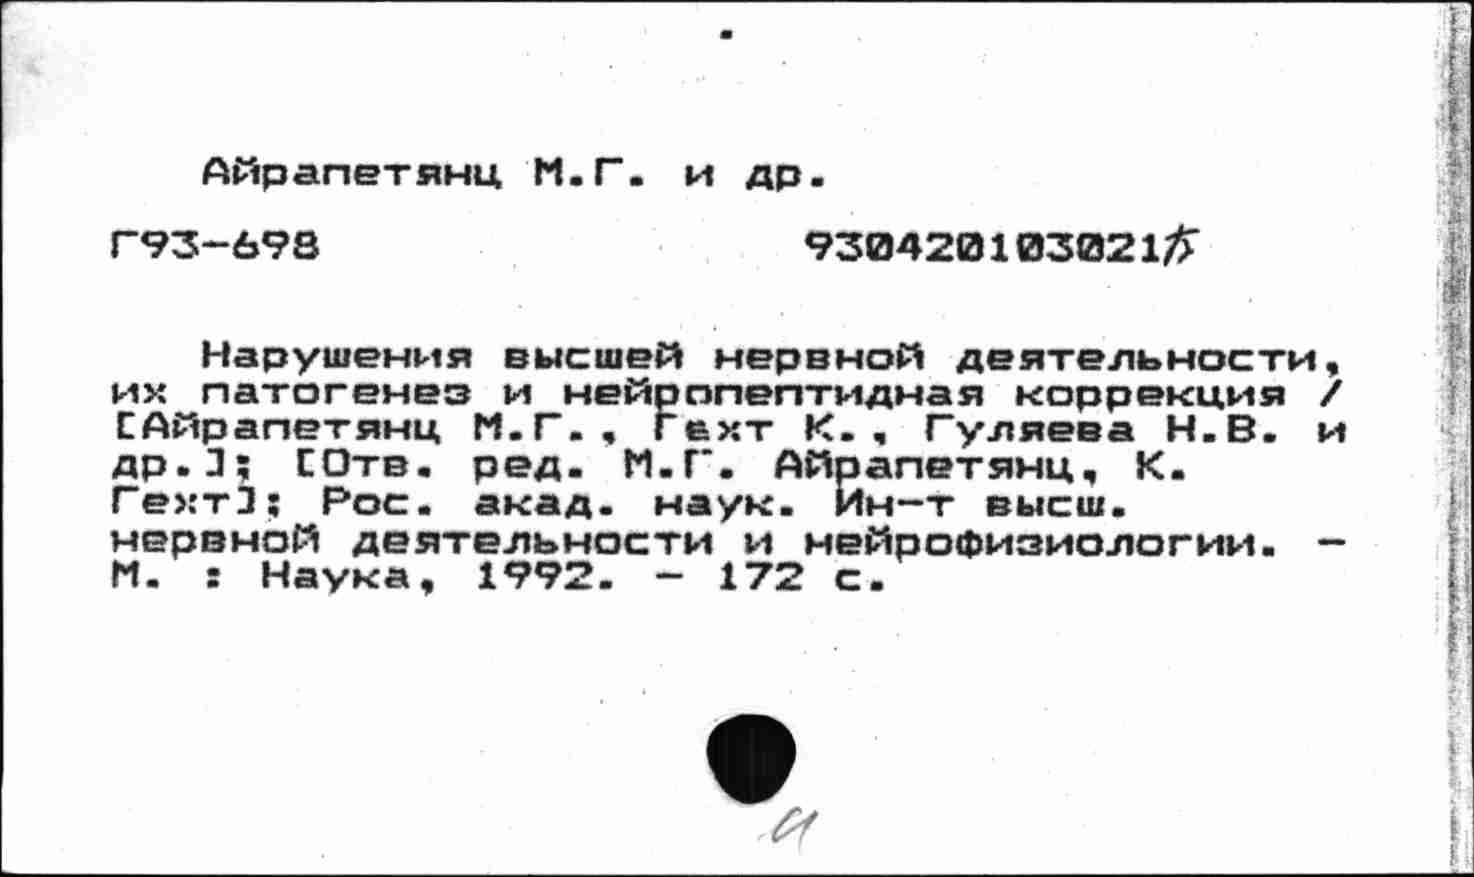 Айрапетянц М.Г. и др.
Г93-698 930420103021
Нарушения высшей нервной деятельности,
их патогенез и нейропептидная коррекция /
[Айрапетянц М.Г., Гехт К., Гуляева Н.В. и
др.]; [Отв. ред. М.Г. Айрапетянц, К.
Гехт]; Рос. акад. наук. Ин-т высш.
нервной деятельности и нейрофизиологии. -
М. : Наука, 1992. - 172 с.